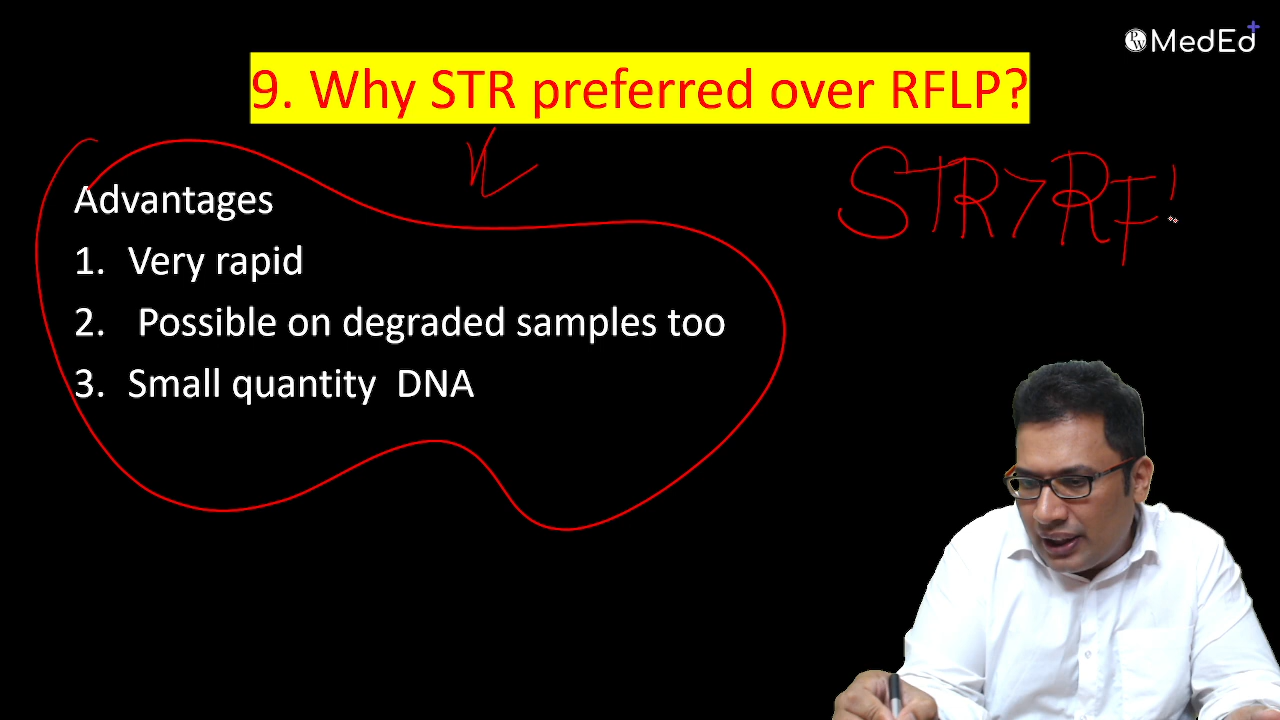 MedEd
9. Why STR preferred over RFLP?
STR>RF
Advantages
1. Very rapid
2. Possible on degraded samples too
3. Small quantity DNA